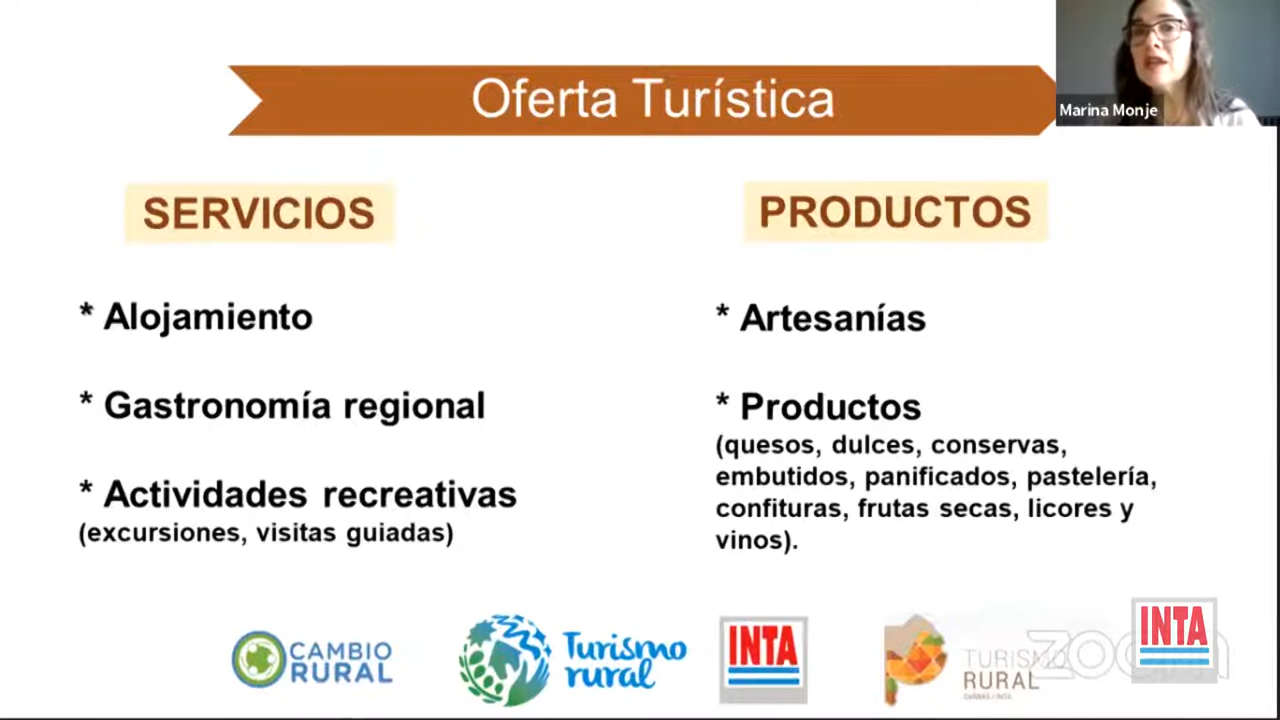 Oferta Turística
Marina Monje
SERVICIOS
* Alojamiento
* Gastronomía regional
* Actividades recreativas
(excursiones, visitas guiadas)
PRODUCTOS
* Artesanías
* Productos
(quesos, dulces, conservas,
embutidos, panificados, pastelería,
confituras, frutas secas, licores y
vinos).
CAMBIO
RURAL
Turismo
rural
INTA
TURISMO
RURAL
zoom
INTA